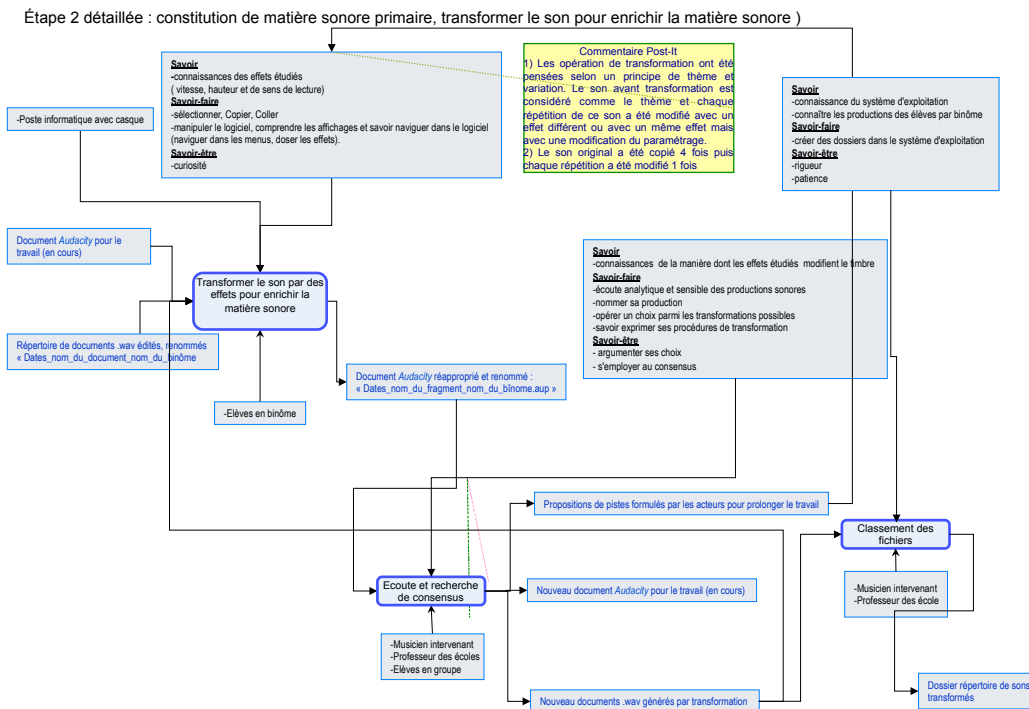 Étape 2 détaillée : constitution de matière sonore primaire, transformer le son pour enrichir la matière sonore )
Savoir
-connaissances des effets étudiés
( vitesse, hauteur et de sens de lecture)
Savoir-faire
-sélectionner, Copier, Coller
-manipuler le logiciel, comprendre les affichages et savoir naviguer dans le logiciel
(naviguer dans les menus, doser les effets).
Savoir-être
-curiosité
Commentaire Post-It
1) Les opération de transformation ont été
pensées selon un principe de thème et
variation. Le son avant transformation est
considéré comme le thème et chaque
répétition de ce son a été modifié avec un
effet différent ou avec un même effet mais
avec une modification du paramétrage.
2) Le son original a été copié 4 fois puis
chaque répétition a été modifié 1 fois
Savoir
-connaissance du système d'exploitation
-connaître les productions des élèves par binôme
Savoir-faire
-créer des dossiers dans le système d'exploitation
Savoir-être
-rigueur
-patience
-Poste informatique avec casque
Document Audacity pour le
travail (en cours)
Transformer le son par des
effets pour enrichir la
matière sonore
Savoir
-connaissances de la manière dont les effets étudiés modifient le timbre
Savoir-faire
-écoute analytique et sensible des productions sonores
-nommer sa production
-opérer un choix parmi les transformations possibles
-savoir exprimer ses procédures de transformation
Savoir-être
- argumenter ses choix
- s'employer au consensus
Répertoire de documents .wav édités, renommés
« Dates_nom_du_document_nom_du_binôme
Document Audacity réapproprié et renommé :
« Dates_nom_du_fragment_nom_du_bînome.aup »
-Elèves en binôme
Propositions de pistes formulés par les acteurs pour prolonger le travail
Classement des
fichiers
Ecoute et recherche
de consensus
Nouveau document Audacity pour le travail (en cours)
-Musicien intervenant
-Professeur des école
-Musicien intervenant
-Professeur des écoles
-Elèves en groupe
Nouveau documents .wav générés par transformation
Dossier répertoire de sons
transformés